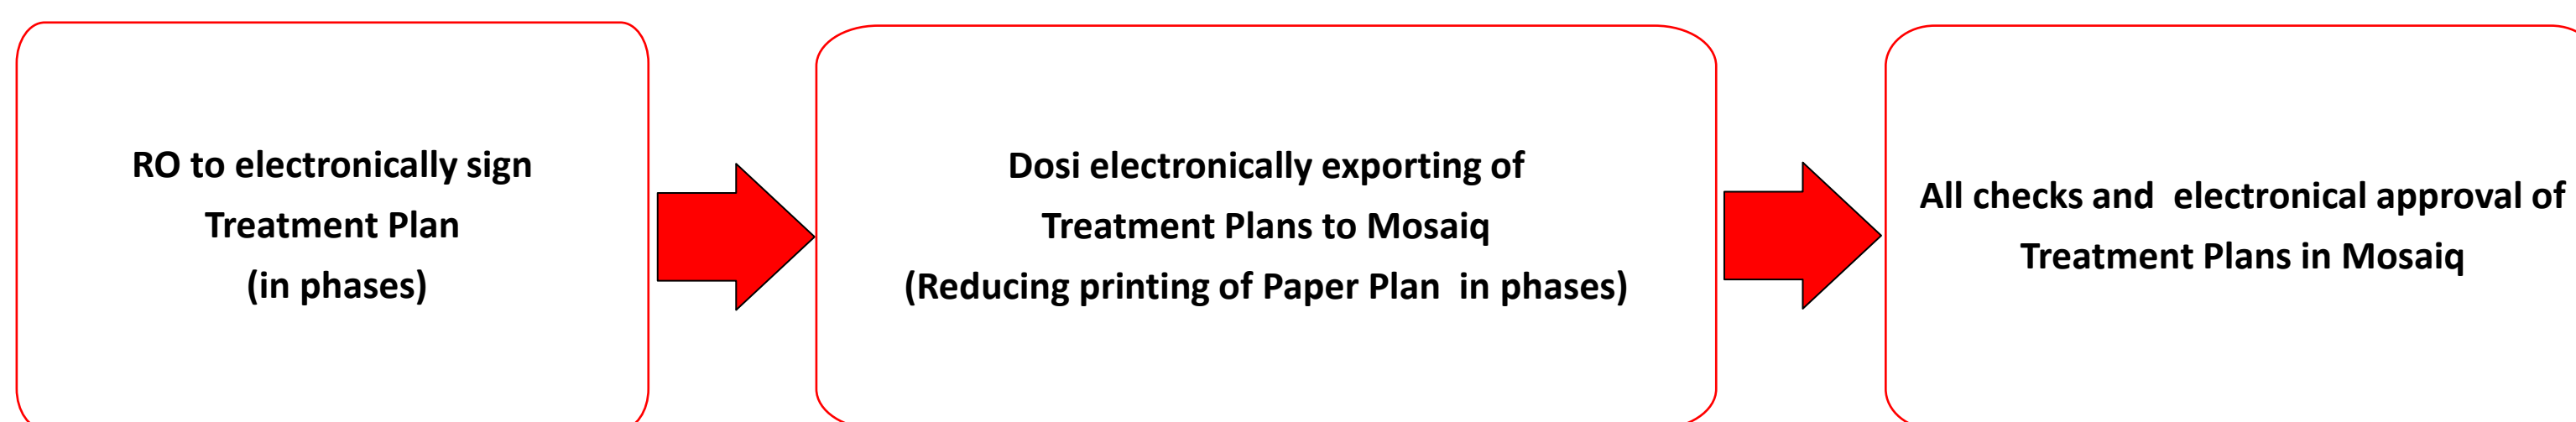 RO to electronically sign
Treatment Plan
(in phases)
Dosi electronically exporting of
Treatment Plans to Mosaiq
(Reducing printing of Paper Plan  in phases)
All checks and  electronical approval of
Treatment Plans in Mosaiq